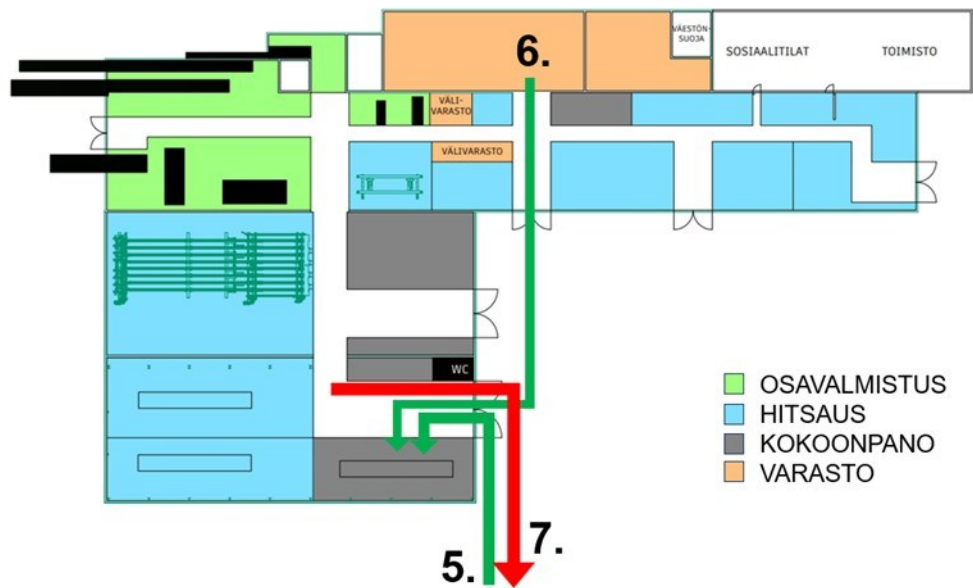 6.
VÄESTÖN-
SUOJA
SOSIAALITILAT
TOIMISTO
VÄLI-
VARASTO
VÄLIVARASTO
WC
OSAVALMISTUS
HITSAUS
KOKOONPANO
VARASTO
5.
7.